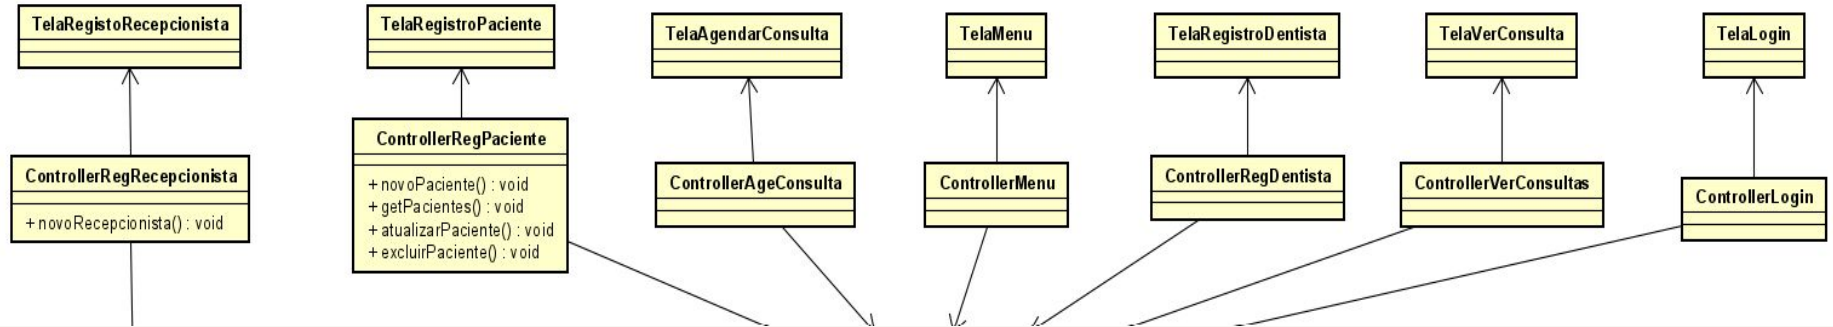 TelaRegistoRecepcionista
TelaRegistroPaciente
TelaAgendarConsulta
TelaMenu
TelaRegistroDentista
TelaVerConsulta
TelaLogin
ControllerRegRecepcionista
+ novoRecepcionista() : void
ControllerRegPaciente
+ novoPaciente() : void
+ getPacientes() : void
+ atualizarPaciente() : void
+ excluirPaciente() : void
ControllerAgeConsulta
ControllerMenu
ControllerRegDentista
ControllerVerConsultas
ControllerLogin